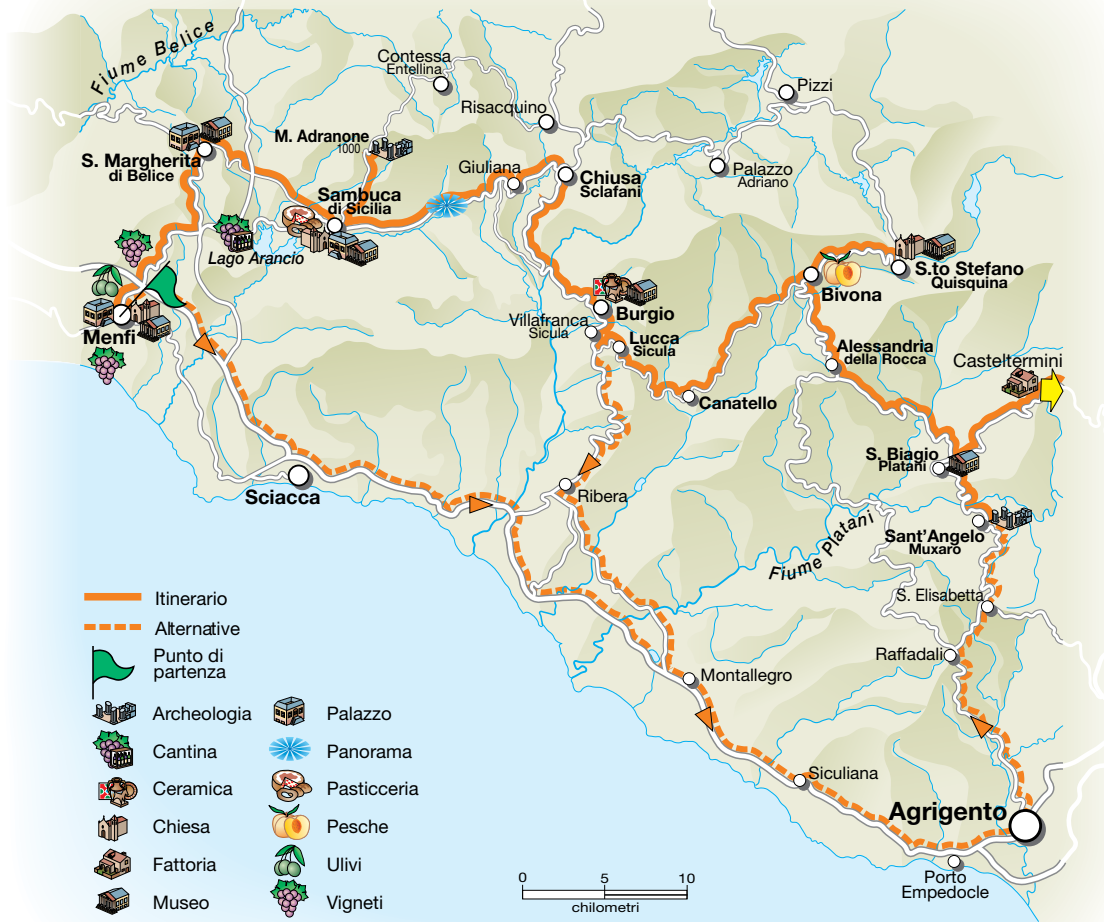 Fiume Belice
Contessa
Entellina
Pizzi
Risacquino
M. Adranone
1000
S. Margherita
di Belice
Giuliana
Chiusa
Sclafani
Palazzo
Adriano
Sambuca
di Sicilia
Lago Arancio
S.to Stefano
Quisquina
Bivona
Burgio
Villafranca
Sicula
Lucca
Sicula
Menfi
Alessandria
della Rocca
Casteltermini
Canatello
S. Biagio
Platani
Sciacca
Ribera
Fiume Platani
Sant'Angelo
Muxaro
S. Elisabetta
Raffadali
Montallegro
Siculiana
Agrigento
Porto
Empedocle
Itinerario
Alternative
Punto di
partenza
Archeologia
Palazzo
Cantina
Panorama
Ceramica
Pasticceria
Chiesa
Pesche
Fattoria
Ulivi
Museo
Vigneti
0 5 10
chilometri